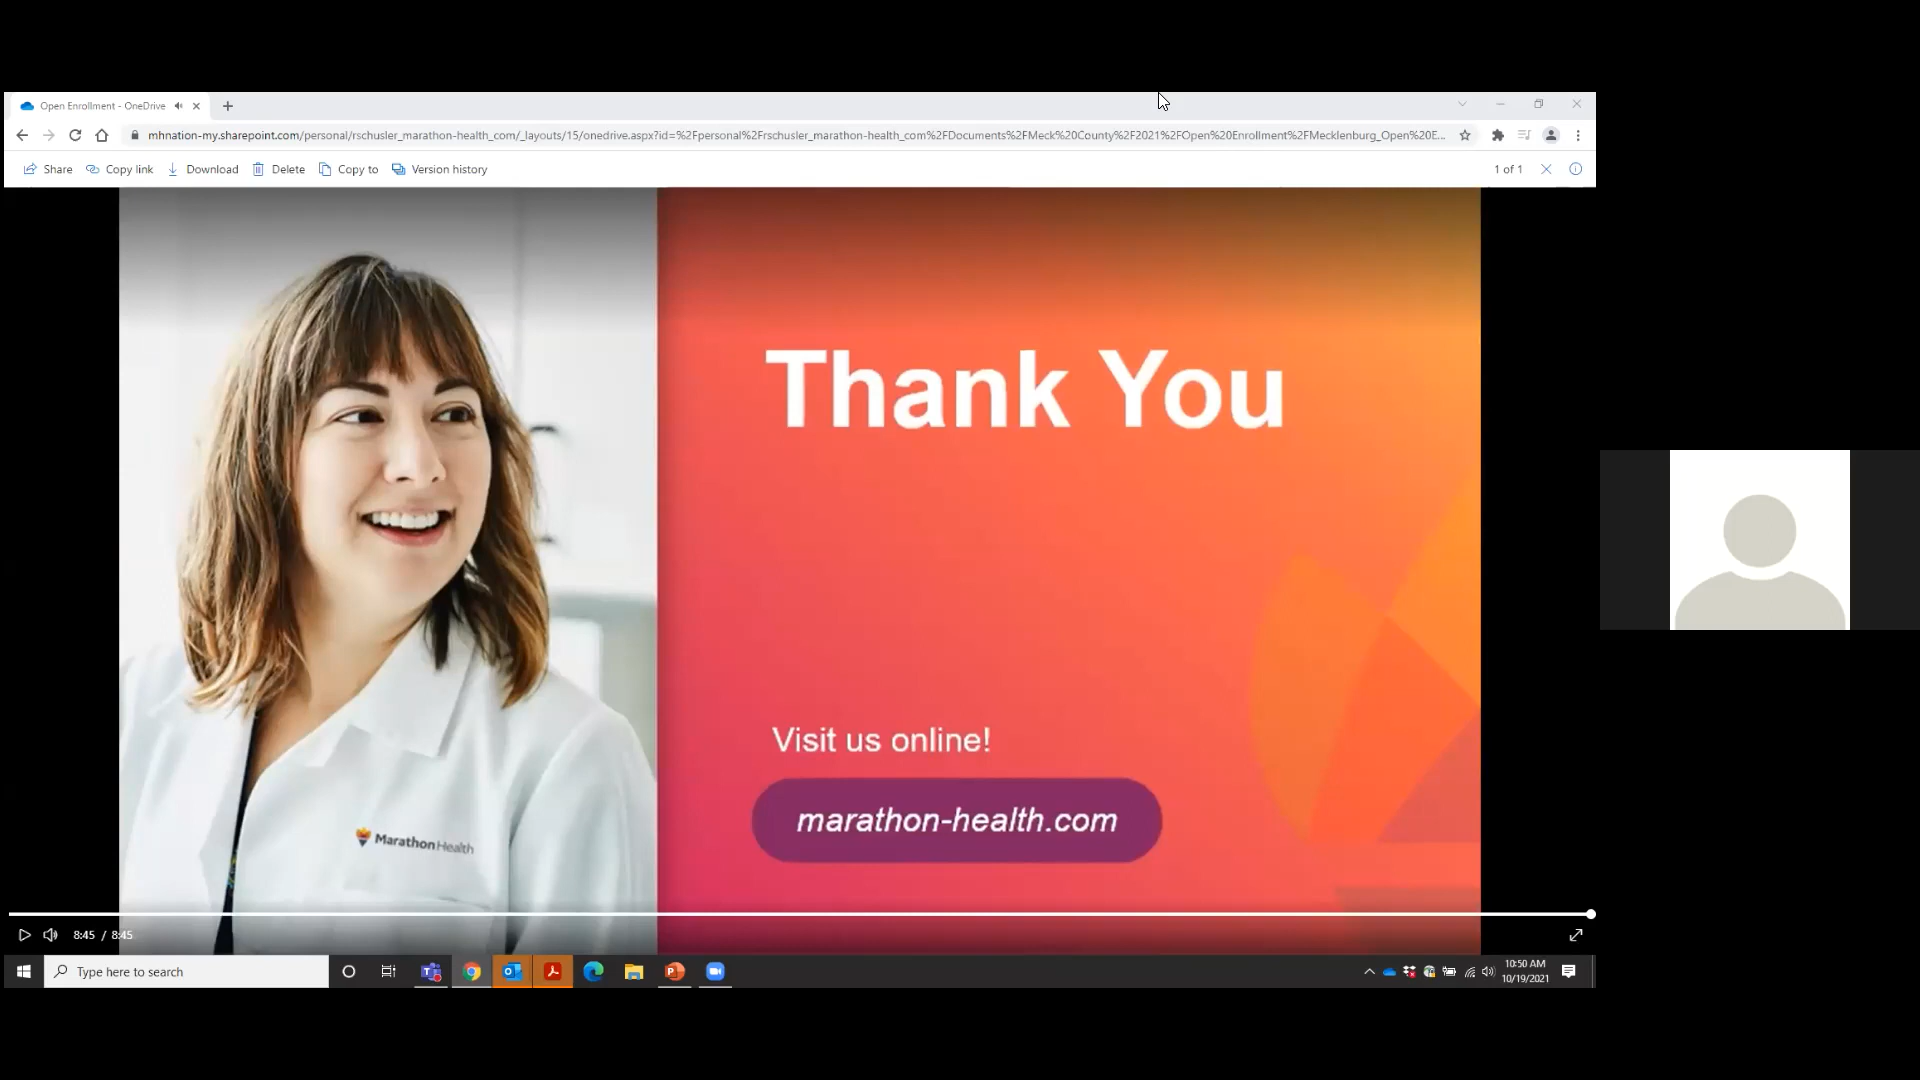 Open Enrollment - OneDrive
mhnation-my.sharepoint.com/personal/rschusler_marathon-health_com/_layouts/15/onedrive.aspx?id=%2Fpersonal%2Frschusler_marathon-health_com%2FDocuments%2FMeck%20County%2F2021%2FOpen%20Enrollment%2FMecklenburg_Open%20E...
Share Copy link Download Delete Copy to Version history 1 of 1
Thank You
Visit us online!
marathon-health.com
MarathonHealth
8:45 / 8:45
Type here to search
10:50 AM
10/19/2021